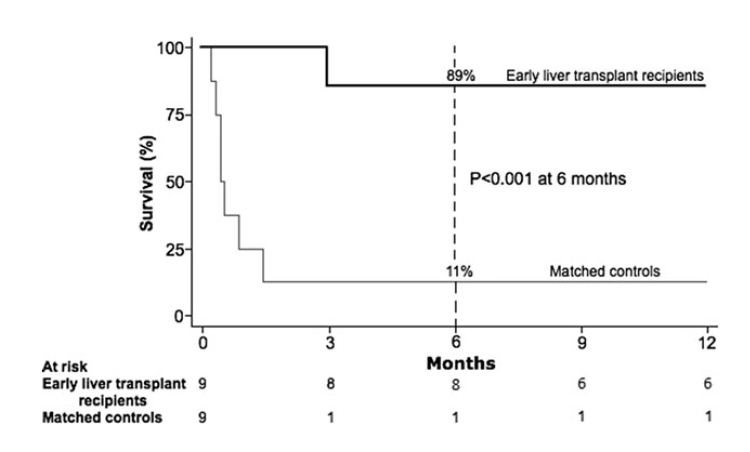 100
89% Early liver transplant recipients
75
Survival (%)
50
P<0.001 at 6 months
25
11% Matched controls
0
0 3 6 9 12
Months
At risk
Early liver transplant 9 8 8 6 6
recipients
Matched controls 9 1 1 1 1